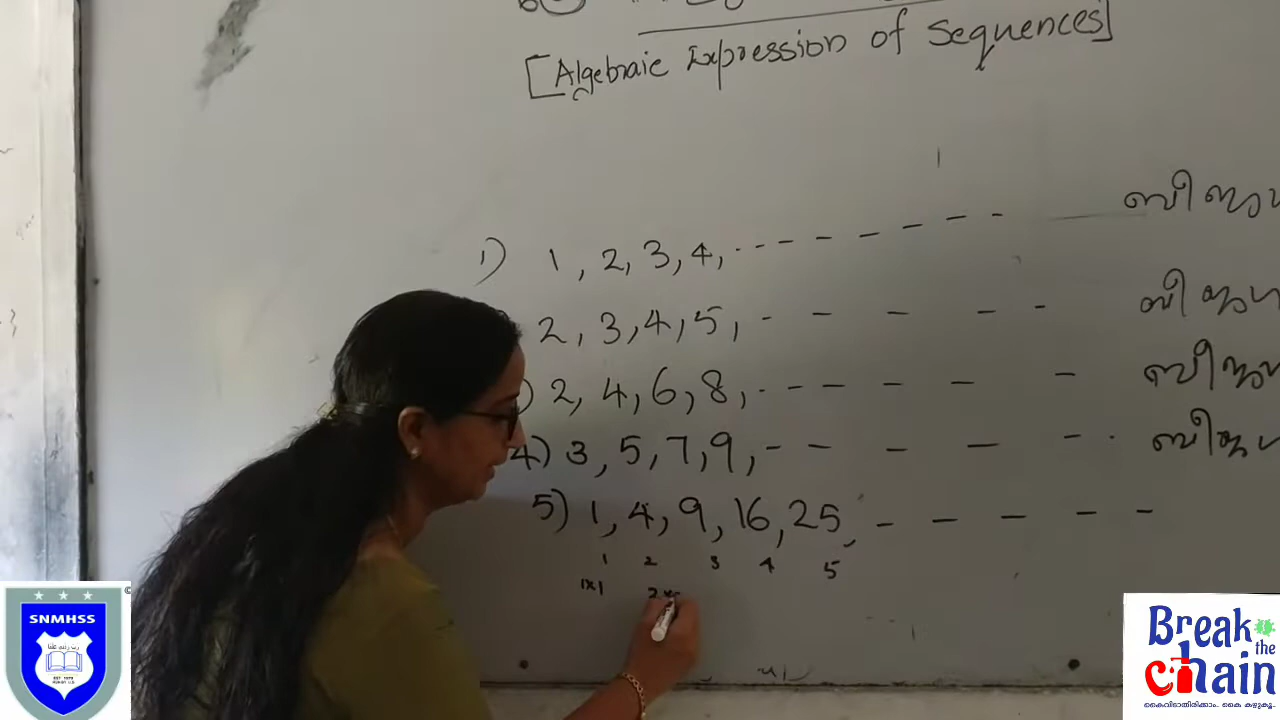 [Algebraic Expression of Sequences]
1) 1, 2, 3, 4, - - - - - - - -
2, 3, 4, 5, - - - - -
) 2, 4, 6, 8, - - - - - -
4) 3, 5, 7, 9, - - - - -
5) 1, 4, 9, 16, 25, - - - - -
1 2 3 4 5
1x1 2x
SNMHSS
Break the chain
കൈവിടാതിരിക്കാം, കൈ കഴുകൂ